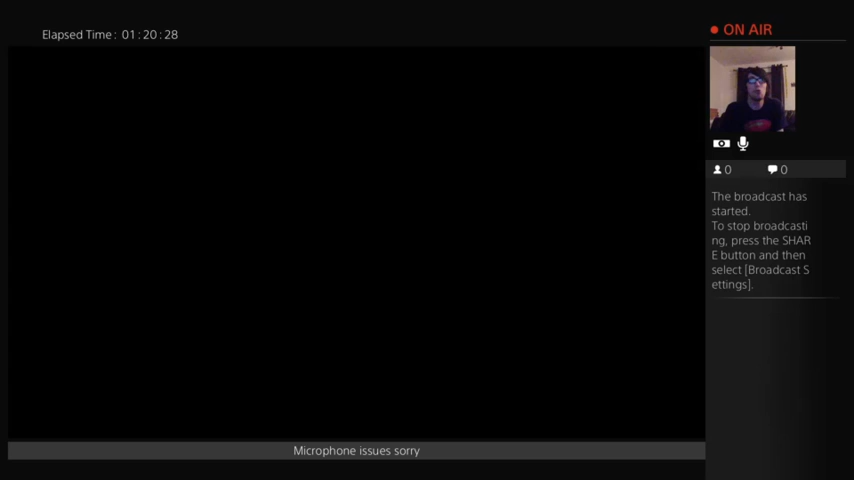 Elapsed Time : 01 : 20 : 28
ON AIR
0 0
The broadcast has
started.
To stop broadcasti
ng, press the SHAR
E button and then
select [Broadcast S
ettings].
Microphone issues sorry